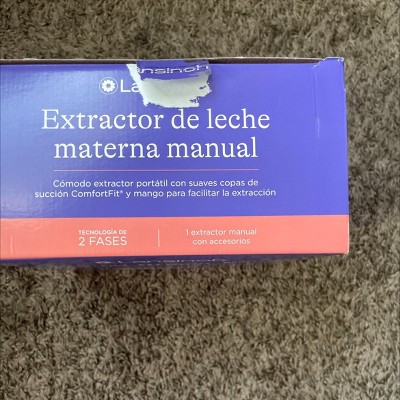 La
Extractor de leche
materna manual
Cómodo extractor portátil con suaves copas de
succión ComfortFit® y mango para facilitar la extracción
TECNOLOGÍA DE
2 FASES
1 extractor manual
con accesorios